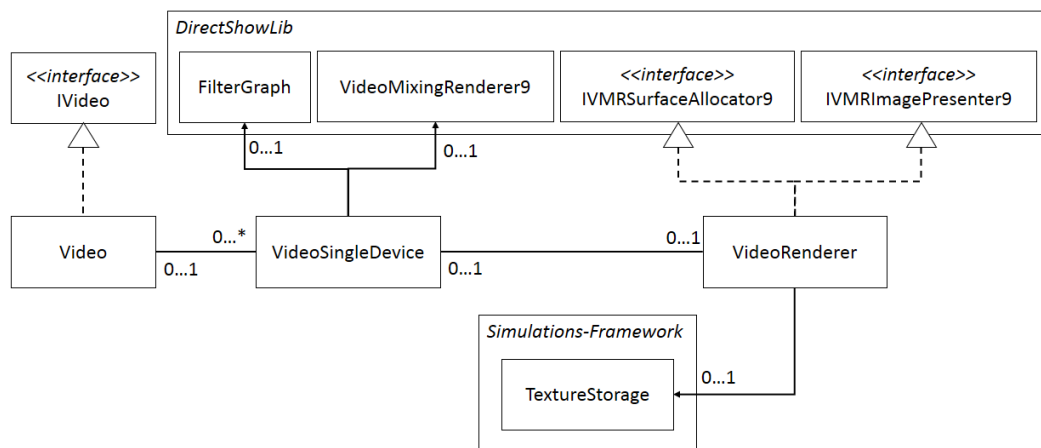 DirectShowLib
<<interface>>
IVideo
FilterGraph
VideoMixingRenderer9
<<interface>>
IVMRSurfaceAllocator9
<<interface>>
IVMRImagePresenter9
0...1
0...1
Video
0...*
0...1
VideoSingleDevice
0...1
0...1
VideoRenderer
Simulations-Framework
TextureStorage
0...1